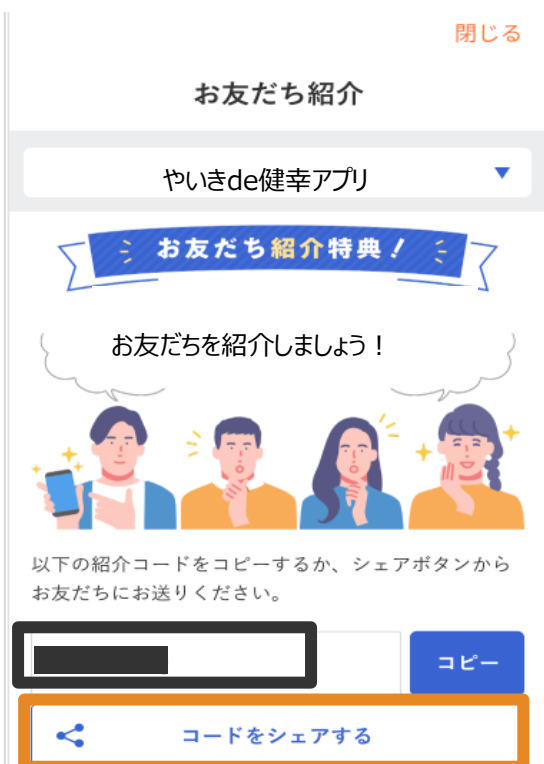 閉じる
お友だち紹介
やいきde健幸アプリ
お友だち紹介特典！
お友だちを紹介しましょう！
以下の紹介コードをコピーするか、シェアボタンから
お友だちにお送りください。
コピー
コードをシェアする